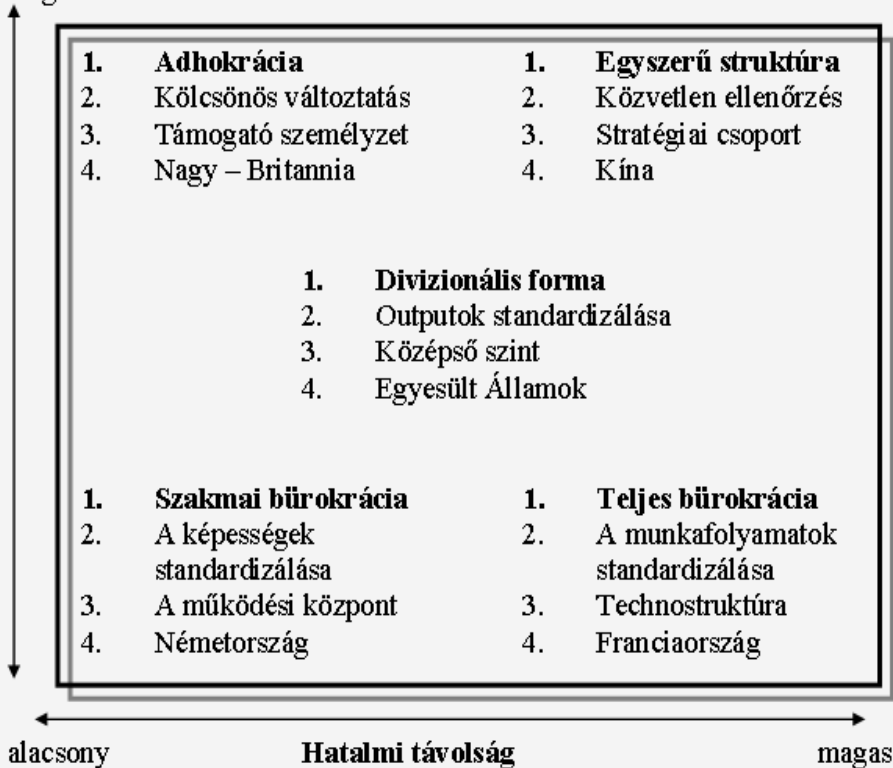 1. Adhokrácia
2. Kölcsönös változtatás
3. Támogató személyzet
4. Nagy – Britannia
1. Egyszerű struktúra
2. Közvetlen ellenőrzés
3. Stratégiai csoport
4. Kína
1. Divizionális forma
2. Outputok standardizálása
3. Középső szint
4. Egyesült Államok
1. Szakmai bürokrácia
2. A képességek
standardizálása
3. A működési központ
4. Németország
1. Teljes bürokrácia
2. A munkafolyamatok
standardizálása
3. Technostruktúra
4. Franciaország
alacsony Hatalmi távolság magas